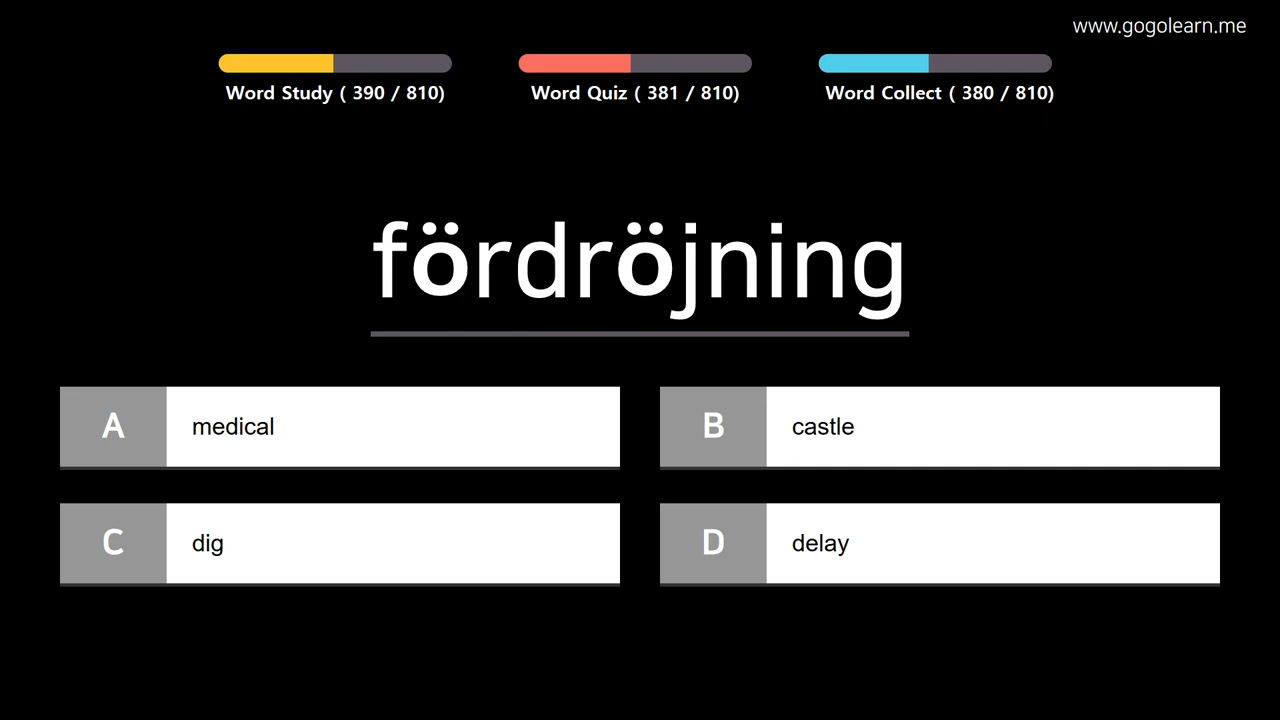 www.gogolearn.me
Word Study ( 390 / 810)
Word Quiz ( 381 / 810)
Word Collect ( 380 / 810)
fördröjning
A medical
B castle
C dig
D delay